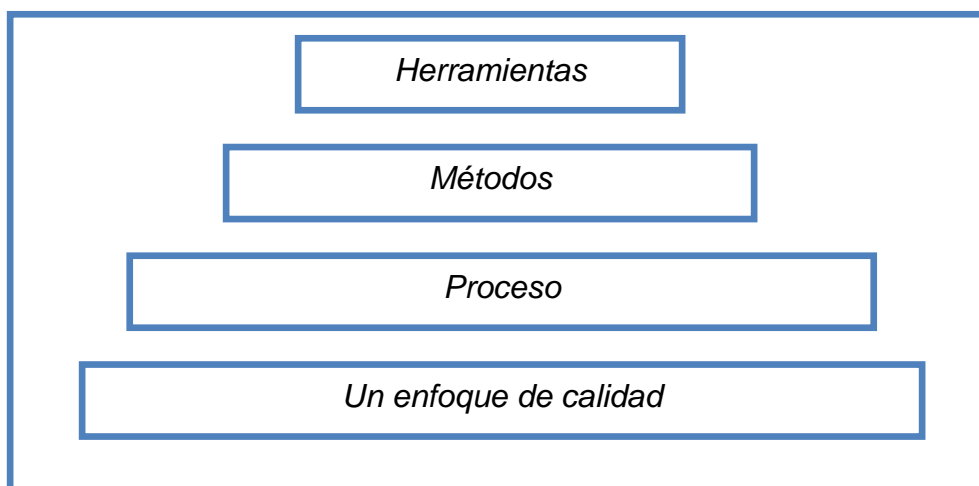 Herramientas
Métodos
Proceso
Un enfoque de calidad